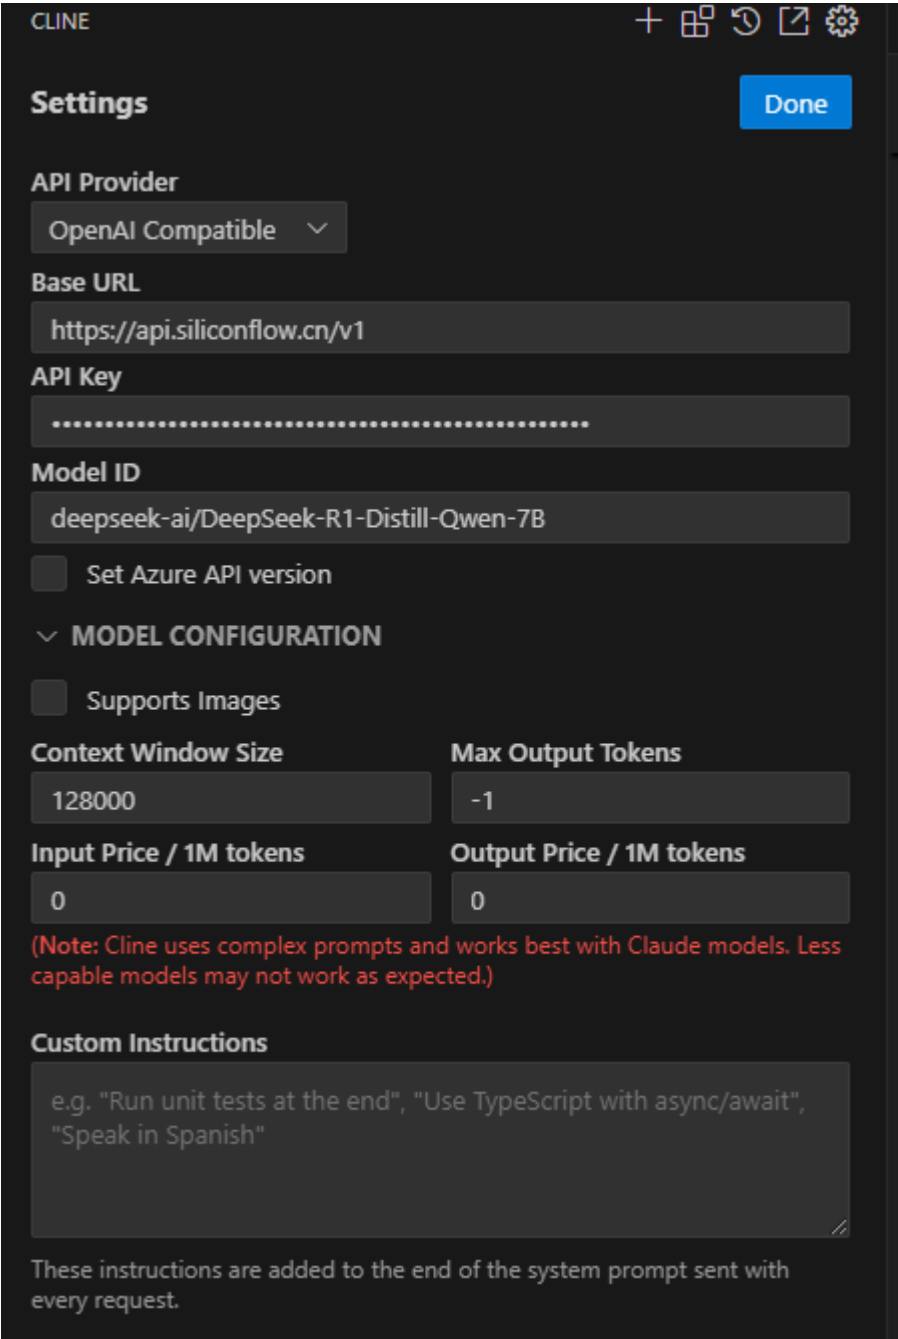 CLINE
Settings
Done
API Provider
OpenAI Compatible
Base URL
https://api.siliconflow.cn/v1
API Key
••••••••••••••••••••••••••••••••••••••••••••••••••••
Model ID
deepseek-ai/DeepSeek-R1-Distill-Qwen-7B
Set Azure API version
MODEL CONFIGURATION
Supports Images
Context Window Size
Max Output Tokens
128000
-1
Input Price / 1M tokens
Output Price / 1M tokens
0
0
(Note: Cline uses complex prompts and works best with Claude models. Less
capable models may not work as expected.)
Custom Instructions
e.g. "Run unit tests at the end", "Use TypeScript with async/await",
"Speak in Spanish"
These instructions are added to the end of the system prompt sent with
every request.